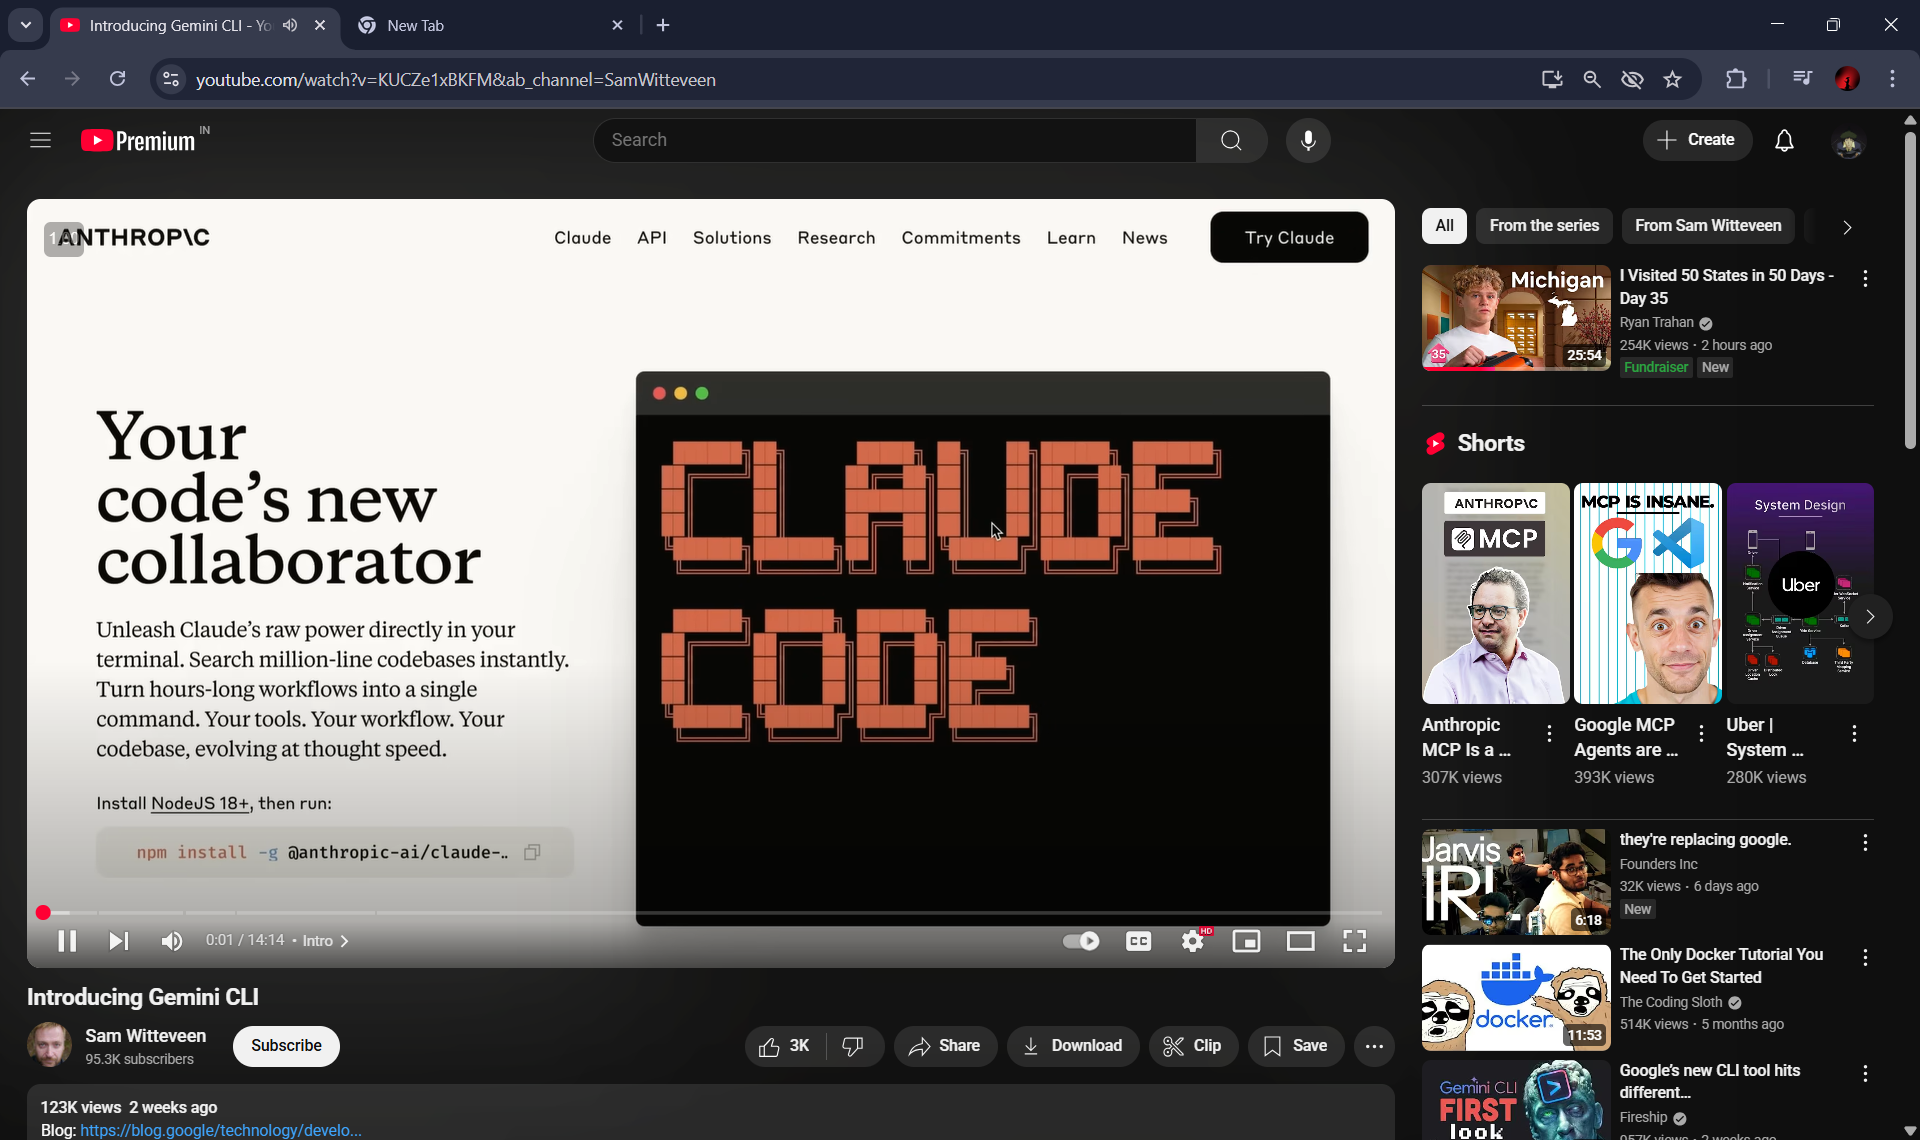 Introducing Gemini CLI - Yo
New Tab
youtube.com/watch?v=KUCZe1xBKFM&ab_channel=SamWitteveen
Premium IN
Search
Create
ANTHROP\C
Claude API Solutions Research Commitments Learn News Try Claude
Your
code's new
collaborator
Unleash Claude's raw power directly in your
terminal. Search million-line codebases instantly.
Turn hours-long workflows into a single
command. Your tools. Your workflow. Your
codebase, evolving at thought speed.
Install NodeJS 18+, then run:
npm install -g @anthropic-ai/claude-..
CLAUDE
CODE
0:01 / 14:14 • Intro
CC
HD
Introducing Gemini CLI
Sam Witteveen
95.3K subscribers
Subscribe
3K
Share
Download
Clip
Save
123K views 2 weeks ago
Blog: https://blog.google/technology/develo...
All From the series From Sam Witteveen
Michigan
35
25:54
I Visited 50 States in 50 Days -
Day 35
Ryan Trahan
254K views • 2 hours ago
Fundraiser New
Shorts
ANTHROP\C
MCP
Anthropic
MCP Is a ...
307K views
MCP IS INSANE.
Google MCP
Agents are ...
393K views
System Design
Uber
Uber |
System ...
280K views
Jarvis
IRL
6:18
they're replacing google.
Founders Inc
32K views • 6 days ago
New
docker
11:53
The Only Docker Tutorial You
Need To Get Started
The Coding Sloth
514K views • 5 months ago
Gemini CLI
FIRST
look
Google's new CLI tool hits
different...
Fireship
957K views • 2 weeks ago